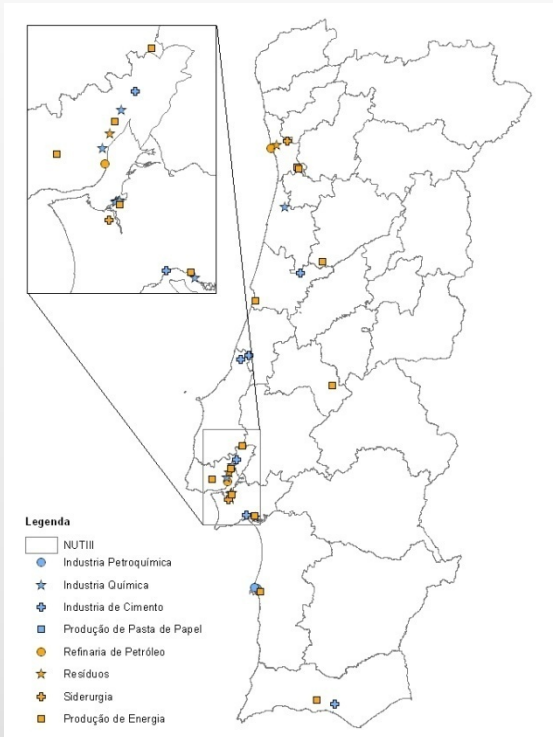 Legenda
NUTIII
Industria Petroquímica
Industria Química
Industria de Cimento
Produção de Pasta de Papel
Refinaria de Petróleo
Resíduos
Siderurgia
Produção de Energia